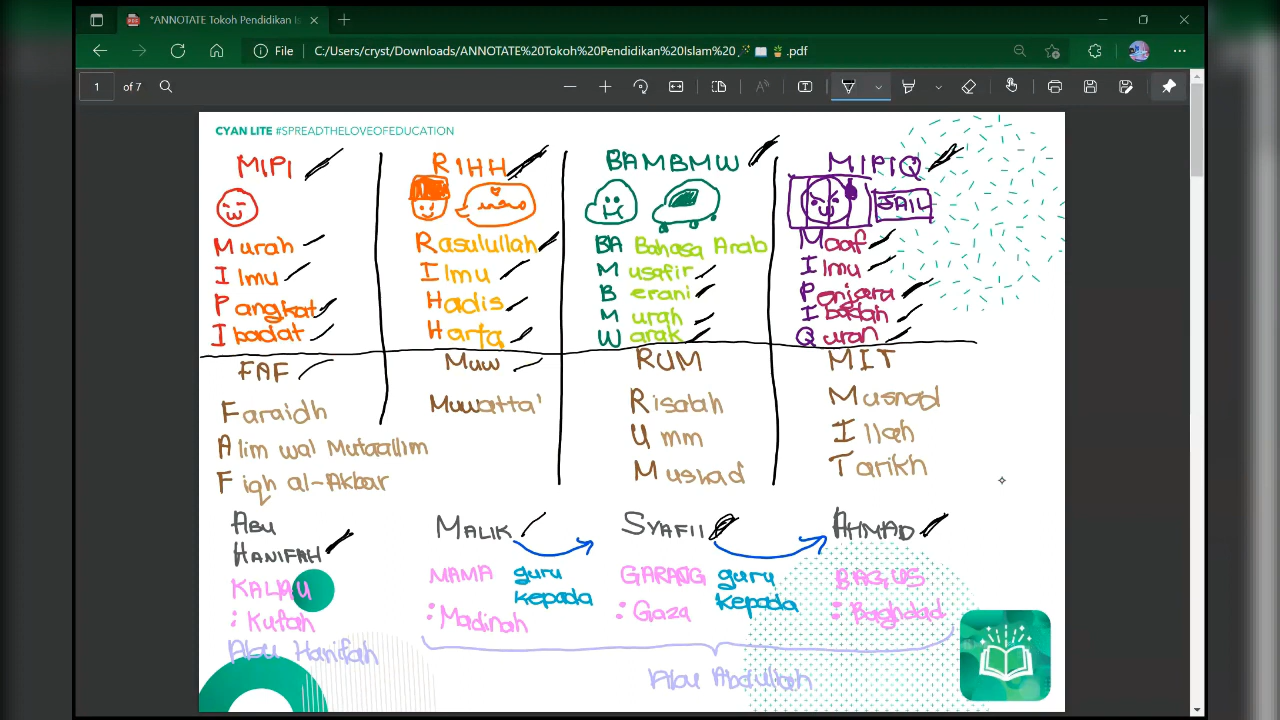 *ANNOTATE Tokoh Pendidikan Is
File
C:/Users/cryst/Downloads/ANNOTATE%20Tokoh%20Pendidikan%20Islam%20 📖 🪴.pdf
1 of 7
CYAN LITE #SPREADTHELOVEOFEDUCATION
MIPI
Murah
Ilmu
Pangkat
Ibadat
FAF
Faraidh
Alim wal Mutaallim
Fiqh al-Akbar
ABU
HANIFAH
KALAU
: Kufah
Abu Hanifah
RIHH
Rasulullah
Ilmu
Hadis
Harta
Muw
Muwatta'
MALIK
MAMA
: Madinah
guru
kepada
BAMBMW
BA Bahasa Arab
Musafir
Berani
Murah
Warak
RUM
Risalah
Umm
Musnad
SYAFII
GARANG
: Gaza
guru
kepada
MIPIQ
JAIL
Maaf
Ilmu
Penjara
Ibadah
Quran
MIT
Musnad
Illah
Tarikh
AHMAD
BAGUS
: Baghdad
Abu Abdullah